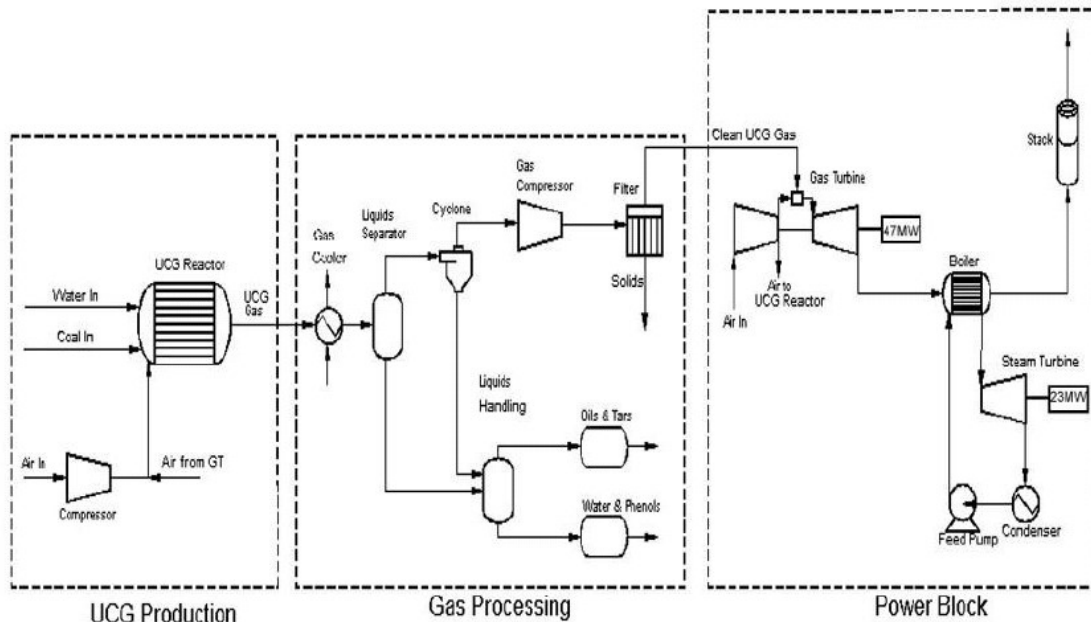 UCG Reactor
Water In
Coal In
UCG
Gas
Air In
Air from GT
Compressor
UCG Production
Gas
Cooler
Liquids
Separator
Cyclone
Gas
Compressor
Filter
Solids
Liquids
Handling
Oils & Tars
Water & Phenols
Gas Processing
Clean UCG Gas
Gas Turbine
47MW
Air to
UCG Reactor
Air In
Stack
Boiler
Steam Turbine
23MW
Feed Pump
Condenser
Power Block